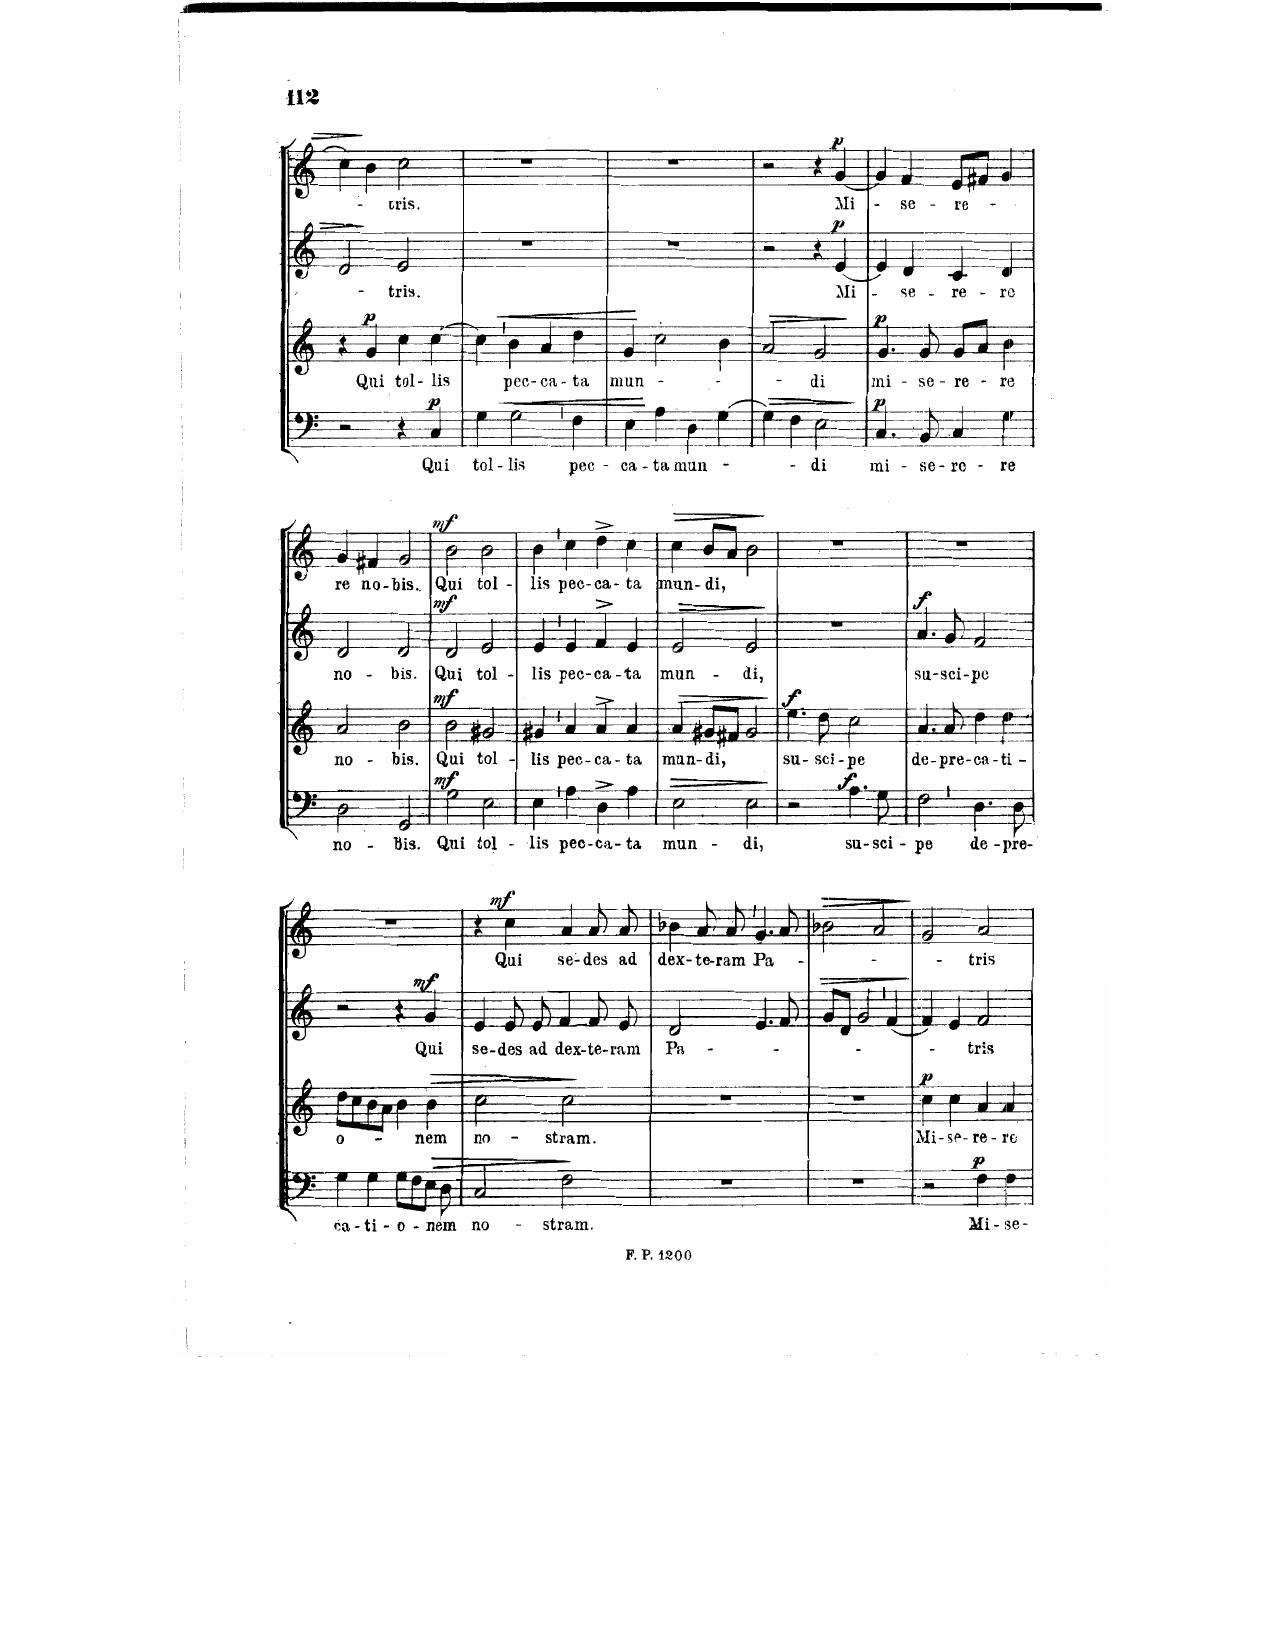 112
- tris. Mi - se - re -
- tris. Mi - se - re - re
Qui tol - lis pec - ca - ta mun - - - di mi - se - re - re
Qui tol - lis pec - ca - ta mun - - di mi - se - re - re
re no - bis. Qui tol - lis pec - ca - ta mun - di,
no - bis. Qui tol - lis pec - ca - ta mun - di, su - sci - pe
no - bis. Qui tol - lis pec - ca - ta mun - di, su - sci - pe de - pre - ca - ti -
no - bis. Qui tol - lis pec - ca - ta mun - di, su - sci - pe de - pre -
Qui se - des ad dex - te - ram Pa - - - tris
Qui se - des ad dex - te - ram Pa - - - - tris
o - - nem no - stram. Mi - se - re - re
ca - ti - o - nem no - stram. Mi - se -
F. P. 1200